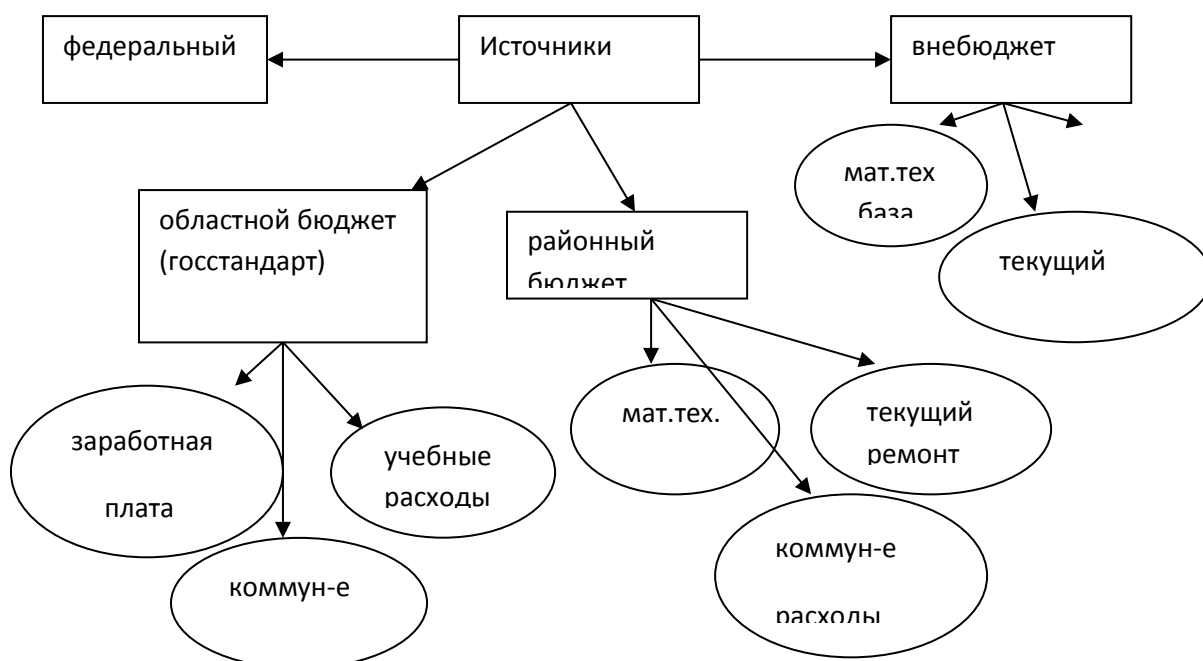 федеральный
Источники
внебюджет
мат.тех
база
текущий
областной бюджет
(госстандарт)
районный
бюджет
заработная
плата
учебные
расходы
коммун-е
мат.тех.
текущий
ремонт
коммун-е
расходы